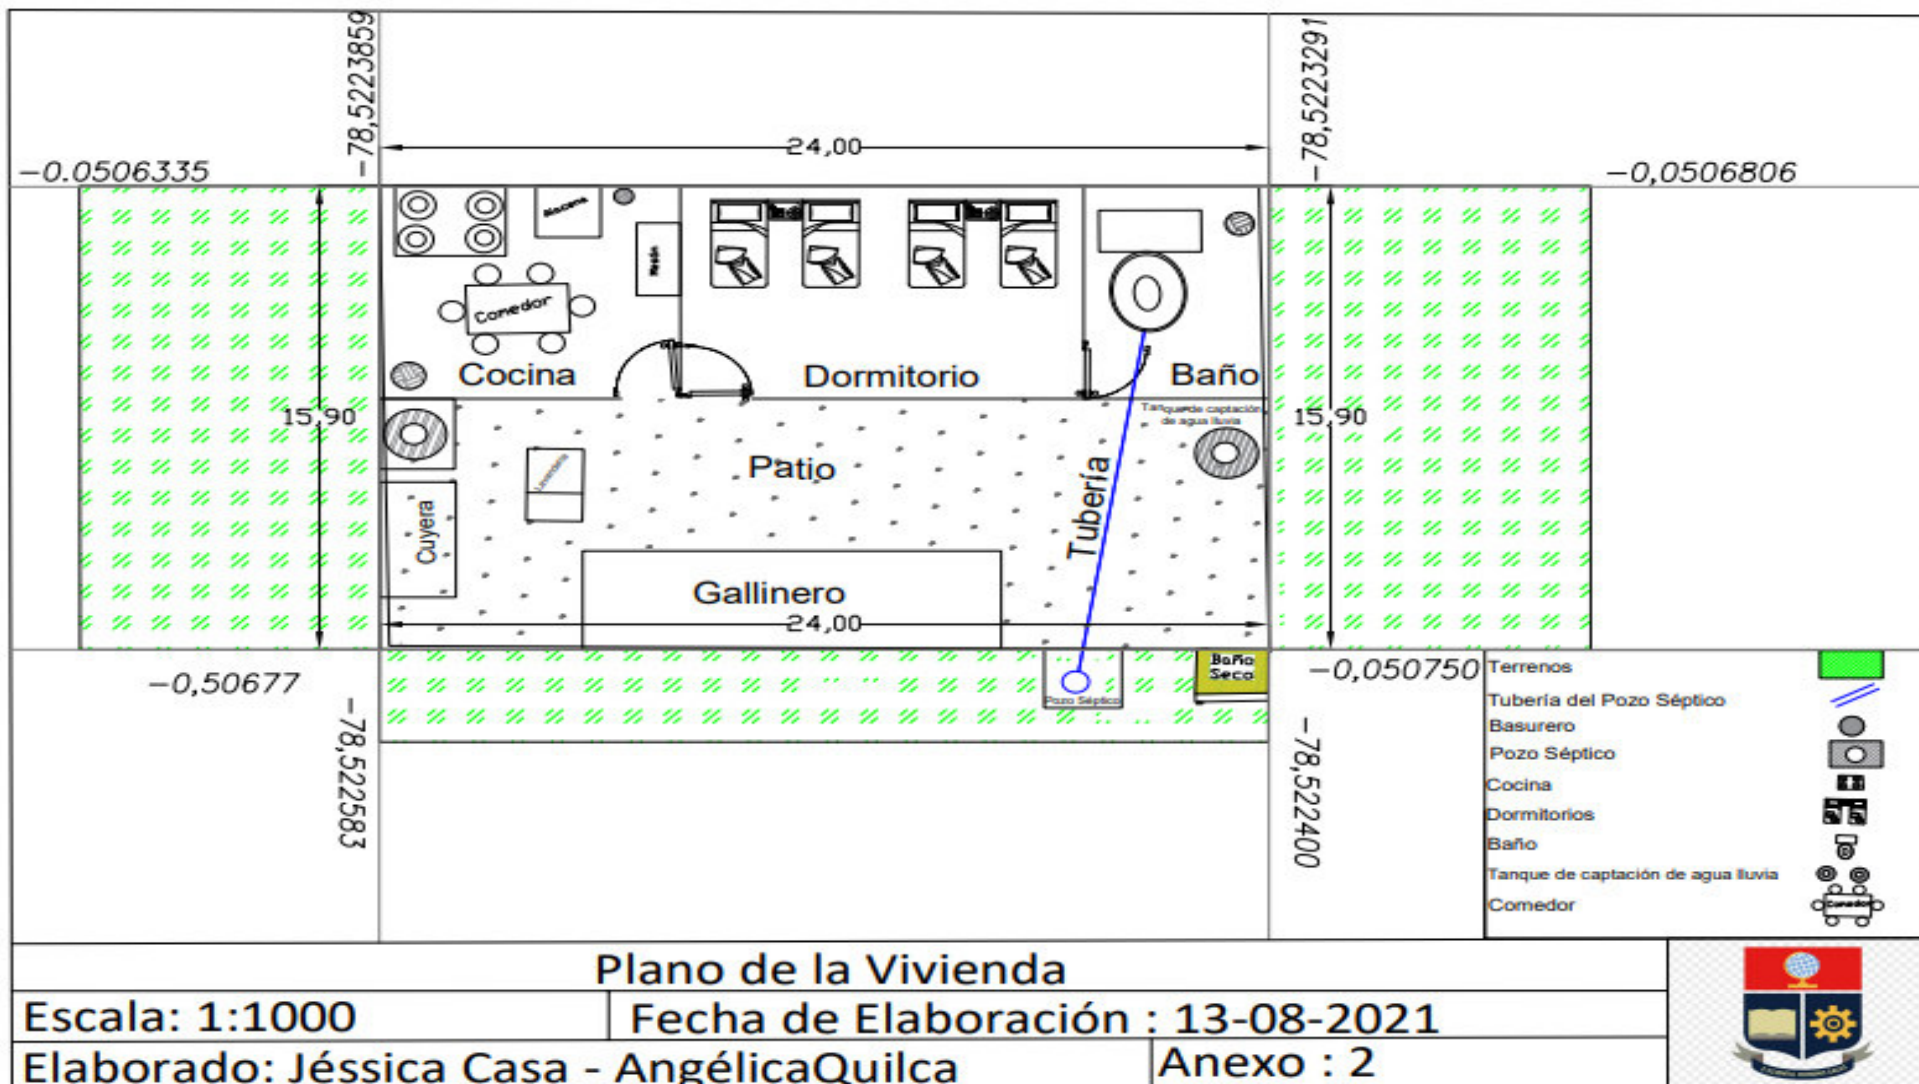 -78,5223859
-78,5223291
24,00
-0.0506335
-0,0506806
Alacena
Mesón
Comedor
Cocina
Dormitorio
Baño
15,90
15,90
Tanque de captación
de agua lluvia
Patio
Lavandería
Tubería
Cuyera
Gallinero
24,00
-0,50677
Pozo Séptico
Baño
Seco
-0,050750
-78,522583
-78,522400
Terrenos
Tubería del Pozo Séptico
Basurero
Pozo Séptico
Cocina
Dormitorios
Baño
Tanque de captación de agua lluvia
Comedor
Comedor
Plano de la Vivienda
Escala: 1:1000
Fecha de Elaboración : 13-08-2021
Elaborado: Jéssica Casa - AngélicaQuilca
Anexo : 2